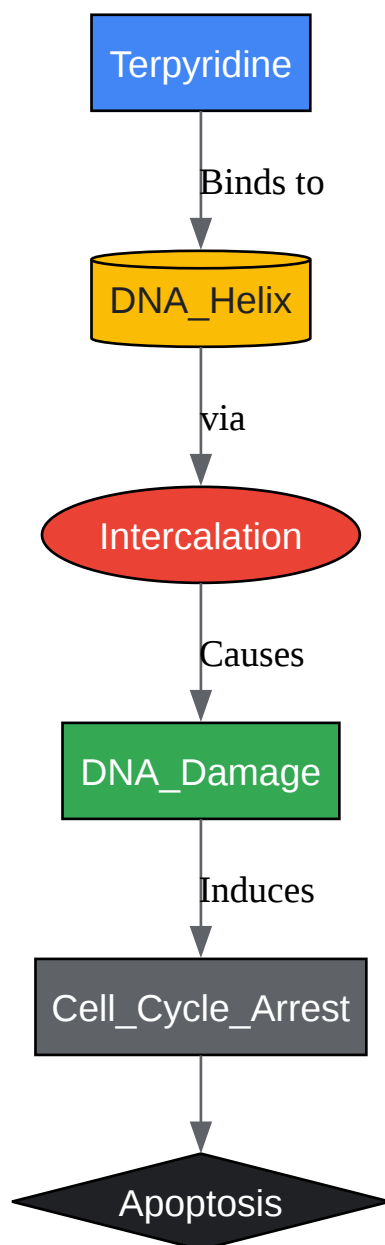 Terpyridine
Binds to
DNA_Helix
via
Intercalation
Causes
DNA_Damage
Induces
Cell_Cycle_Arrest
Apoptosis